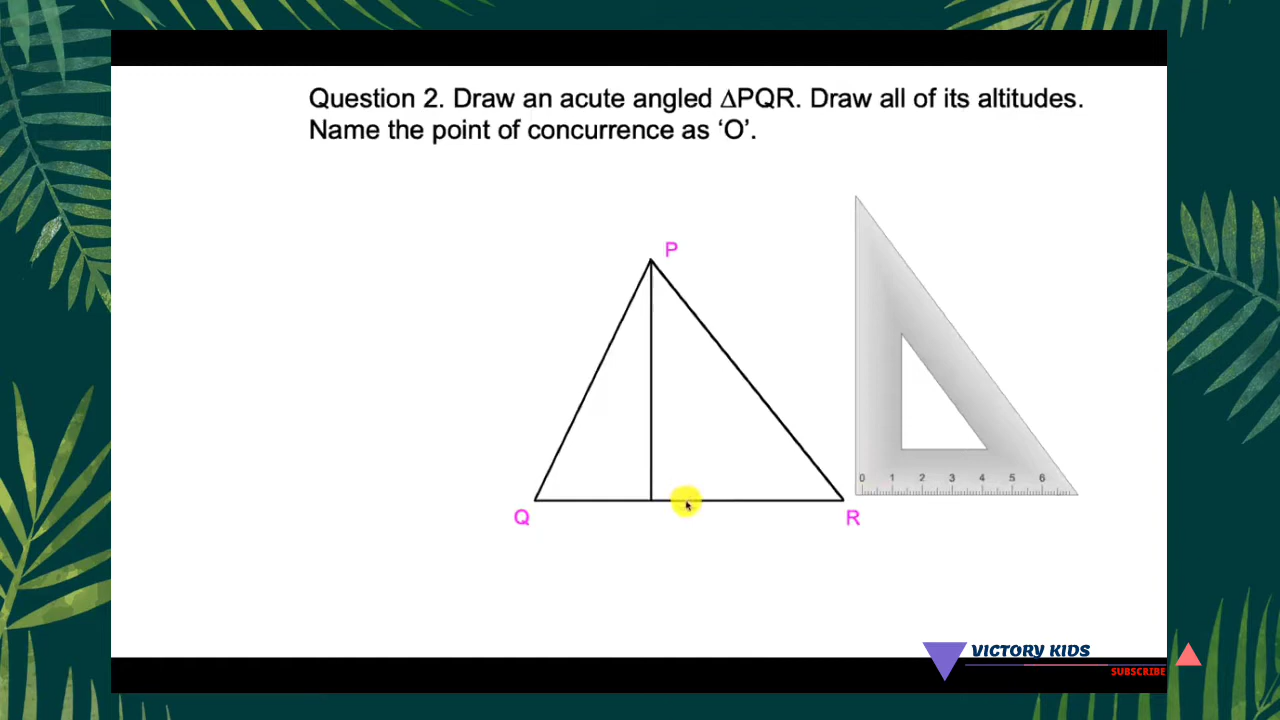 Question 2. Draw an acute angled ΔPQR. Draw all of its altitudes.
Name the point of concurrence as ‘O’.
P
0 1 2 3 4 5 6
Q
R
VICTORY KIDS
SUBSCRIBE